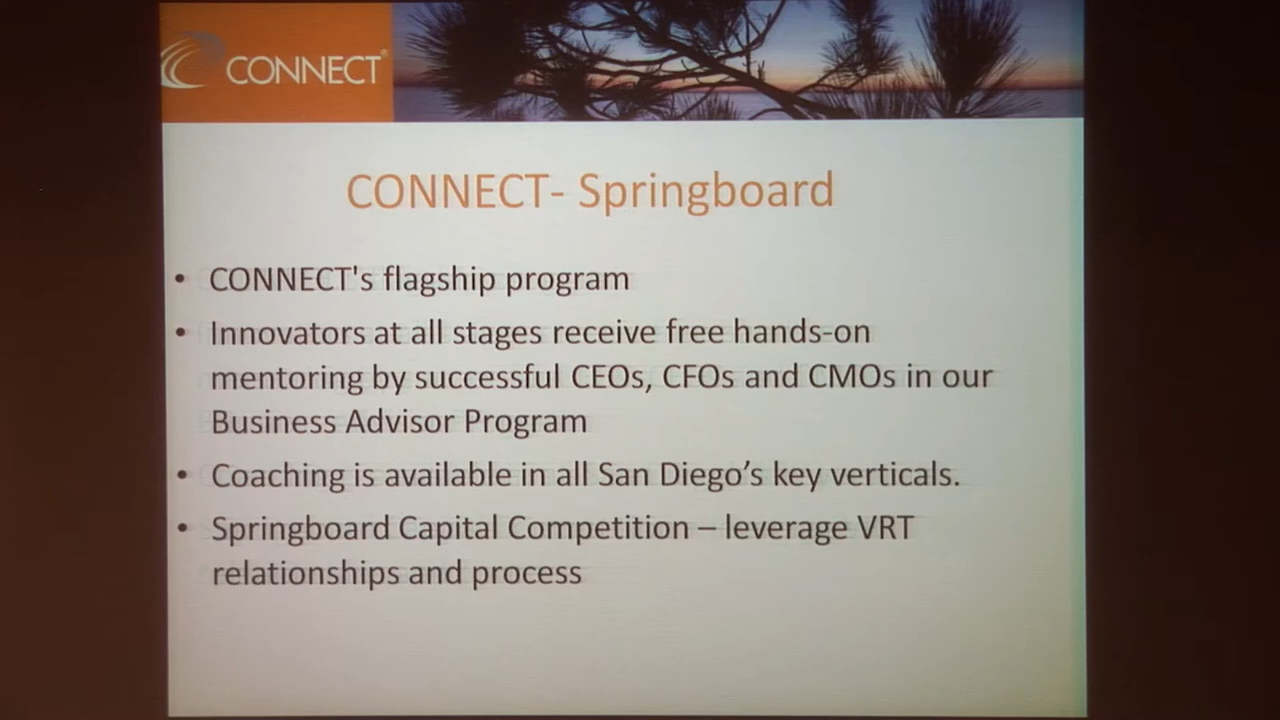 CONNECT®
CONNECT- Springboard
• CONNECT's flagship program
• Innovators at all stages receive free hands-on
mentoring by successful CEOs, CFOs and CMOs in our
Business Advisor Program
• Coaching is available in all San Diego’s key verticals.
• Springboard Capital Competition – leverage VRT
relationships and process